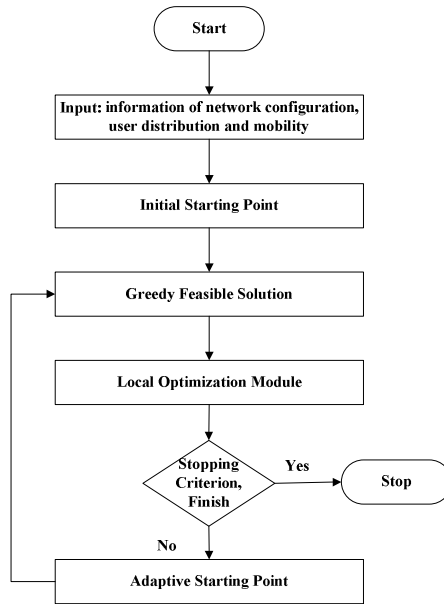 Start
Input: information of network configuration,
user distribution and mobility
Initial Starting Point
Greedy Feasible Solution
Local Optimization Module
Stopping
Criterion,
Finish
Yes
Stop
No
Adaptive Starting Point